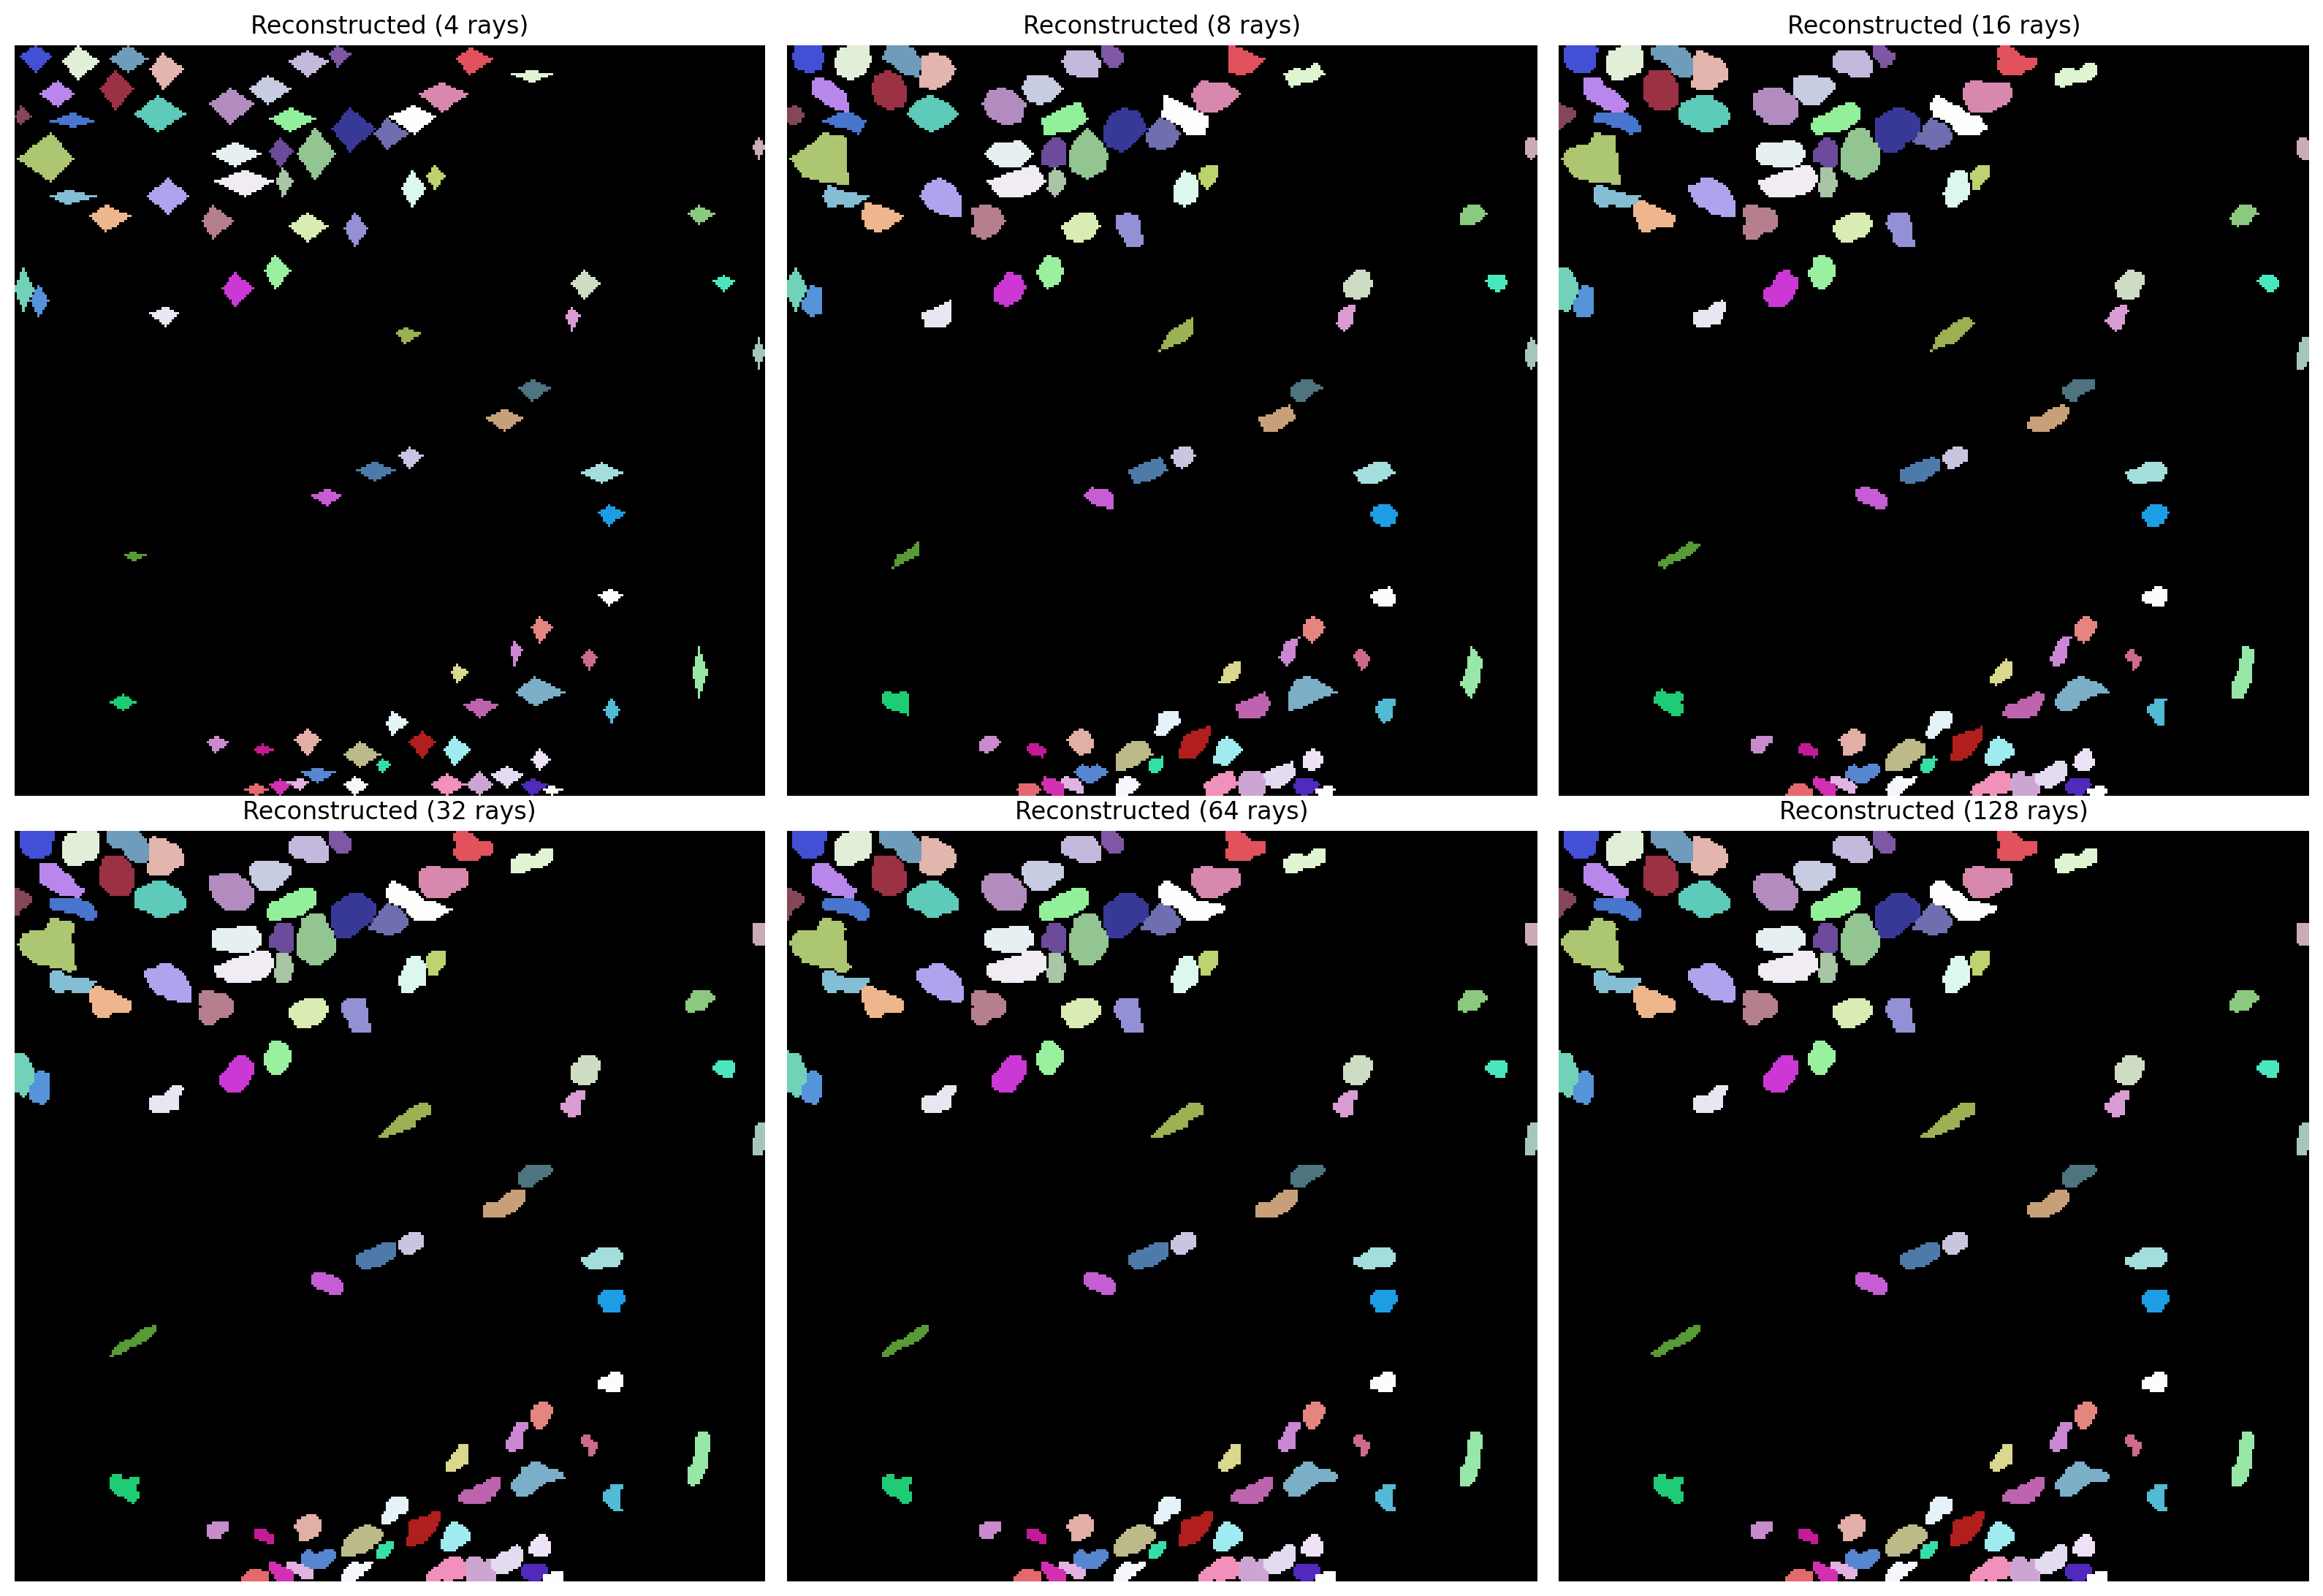 Reconstructed (4 rays)
Reconstructed (8 rays)
Reconstructed (16 rays)
Reconstructed (32 rays)
Reconstructed (64 rays)
Reconstructed (128 rays)